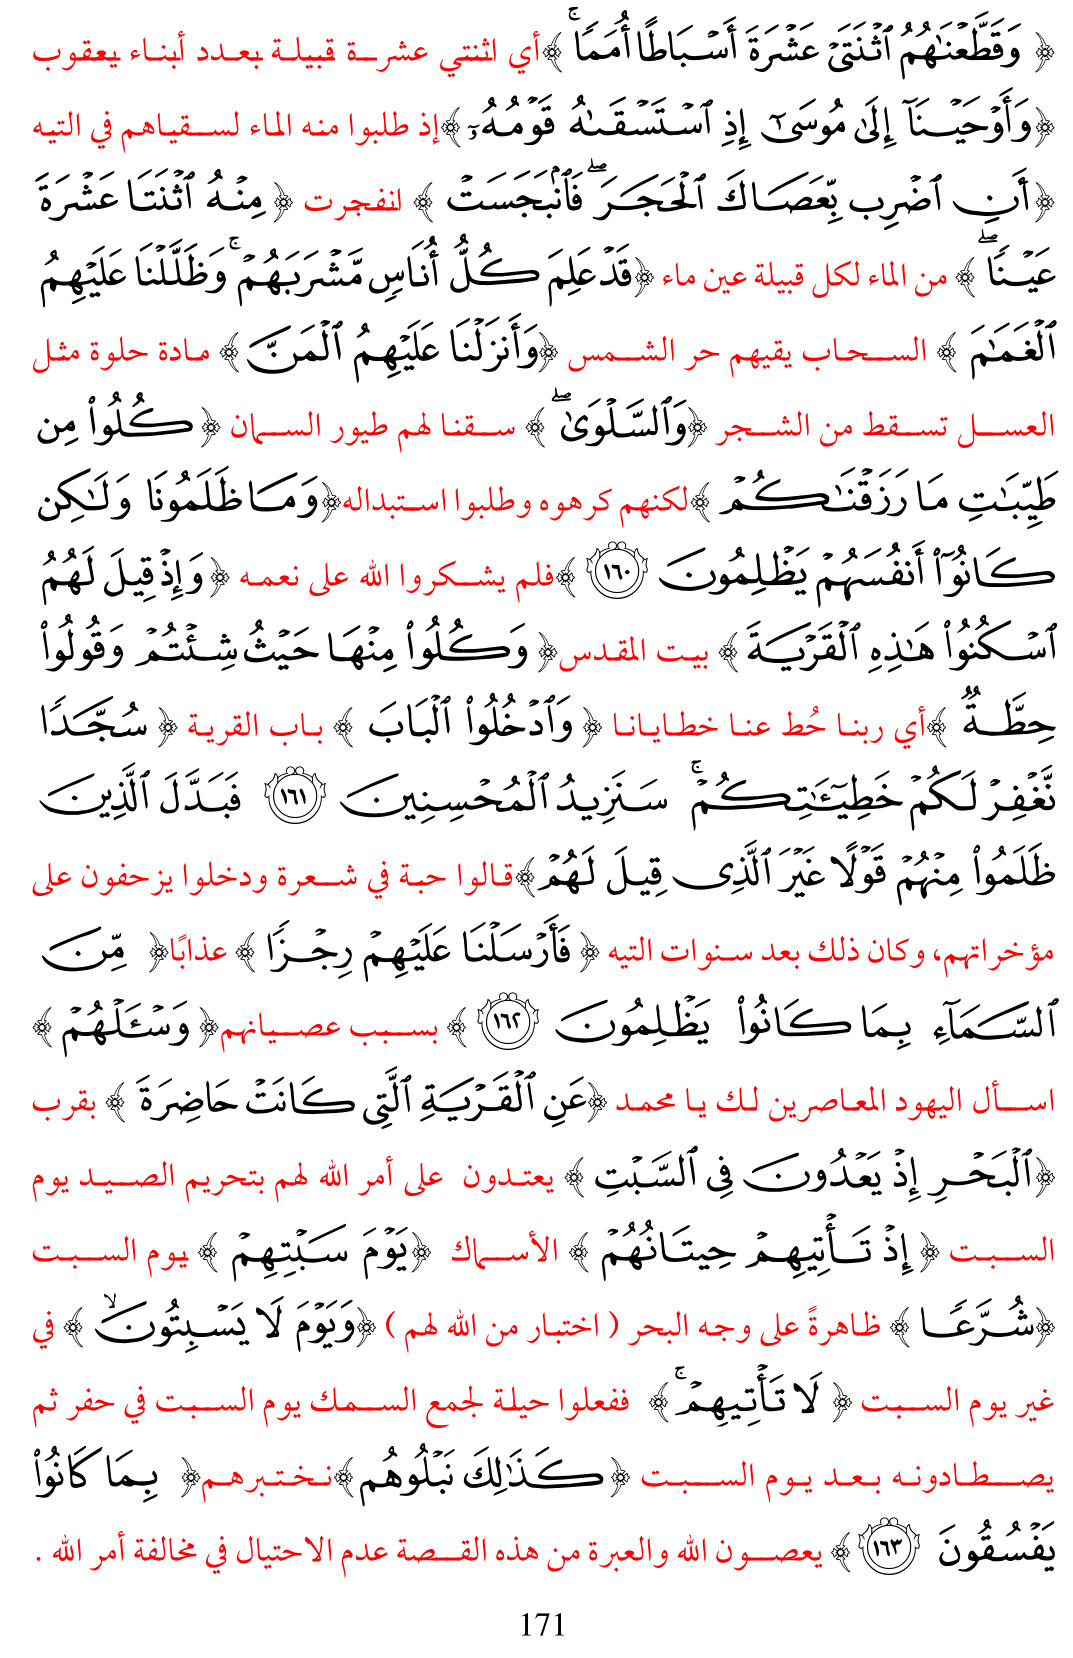 ﴿ وَقَطَّعْنَٰهُمُ ٱثْنَتَىْ عَشْرَةَ أَسْبَاطًا أُمَمًا ۚ ﴾أي اثنتي عشرة قبيلة بعدد أبناء يعقوب
﴿وَأَوْحَيْنَآ إِلَىٰ مُوسَىٰٓ إِذِ ٱسْتَسْقَىٰهُ قَوْمُهُۥٓ ﴾إذ طلبوا منه الماء لسقياهم في التيه
﴿أَنِ ٱضْرِب بِّعَصَاكَ ٱلْحَجَرَ ۖ فَٱنۢبَجَسَتْ ﴾ انفجرت ﴿ مِنْهُ ٱثْنَتَا عَشْرَةَ
عَيْنًا ۖ ﴾ من الماء لكل قبيلة عين ماء ﴿قَدْ عَلِمَ كُلُّ أُنَاسٍ مَّشْرَبَهُمْ ۚ وَظَلَّلْنَا عَلَيْهِمُ
ٱلْغَمَٰمَ ﴾ السحاب يقيهم حر الشمس ﴿وَأَنزَلْنَا عَلَيْهِمُ ٱلْمَنَّ ﴾ مادة حلوة مثل
العسل تسقط من الشجر ﴿وَٱلسَّلْوَىٰ ۖ ﴾ سقنا لهم طيور السمان ﴿ كُلُوا۟ مِن
طَيِّبَٰتِ مَا رَزَقْنَٰكُمْ ﴾لكنهم كرهوه وطلبوا استبداله﴿وَمَا ظَلَمُونَا وَلَٰكِن
كَانُوٓا۟ أَنفُسَهُمْ يَظْلِمُونَ ١٦٠ ﴾فلم يشكروا الله على نعمه ﴿ وَإِذْ قِيلَ لَهُمُ
ٱسْكُنُوا۟ هَٰذِهِ ٱلْقَرْيَةَ ﴾ بيت المقدس﴿ وَكُلُوا۟ مِنْهَا حَيْثُ شِئْتُمْ وَقُولُوا۟
حِطَّةٌ ﴾أي ربنا حُط عنا خطايانا ﴿ وَٱدْخُلُوا۟ ٱلْبَابَ ﴾ باب القرية ﴿ سُجَّدًا
نَّغْفِرْ لَكُمْ خَطِيٓـَٰٔتِكُمْ ۚ سَنَزِيدُ ٱلْمُحْسِنِينَ ١٦١ فَبَدَّلَ ٱلَّذِينَ
ظَلَمُوا۟ مِنْهُمْ قَوْلًا غَيْرَ ٱلَّذِى قِيلَ لَهُمْ ﴾قالوا حبة في شعرة ودخلوا يزحفون على
مؤخراتهم، وكان ذلك بعد سنوات التيه ﴿ فَأَرْسَلْنَا عَلَيْهِمْ رِجْزًا ﴾ عذابًا﴿ مِّنَ
ٱلسَّمَآءِ بِمَا كَانُوا۟ يَظْلِمُونَ ١٦٢ ﴾ بسبب عصيانهم﴿ وَسْـَٔلْهُمْ ﴾
اسأل اليهود المعاصرين لك يا محمد ﴿عَنِ ٱلْقَرْيَةِ ٱلَّتِى كَانَتْ حَاضِرَةَ ﴾ بقرب
﴿ٱلْبَحْرِ إِذْ يَعْدُونَ فِى ٱلسَّبْتِ ﴾ يعتدون على أمر الله لهم بتحريم الصيد يوم
السبت ﴿ إِذْ تَأْتِيهِمْ حِيتَانُهُمْ ﴾ الأسماك ﴿يَوْمَ سَبْتِهِمْ ﴾ يوم السبت
﴿شُرَّعًا ﴾ ظاهرةً على وجه البحر ( اختبار من الله لهم ) ﴿وَيَوْمَ لَا يَسْبِتُونَ ۙ ﴾ في
غير يوم السبت ﴿ لَا تَأْتِيهِمْ ۚ ﴾ ففعلوا حيلة لجمع السمك يوم السبت في حفر ثم
يصطادونه بعد يوم السبت ﴿ كَذَٰلِكَ نَبْلُوهُم ﴾نختبرهم﴿ بِمَا كَانُوا۟
يَفْسُقُونَ ١٦٣ ﴾ يعصون الله والعبرة من هذه القصة عدم الاحتيال في مخالفة أمر الله .
171